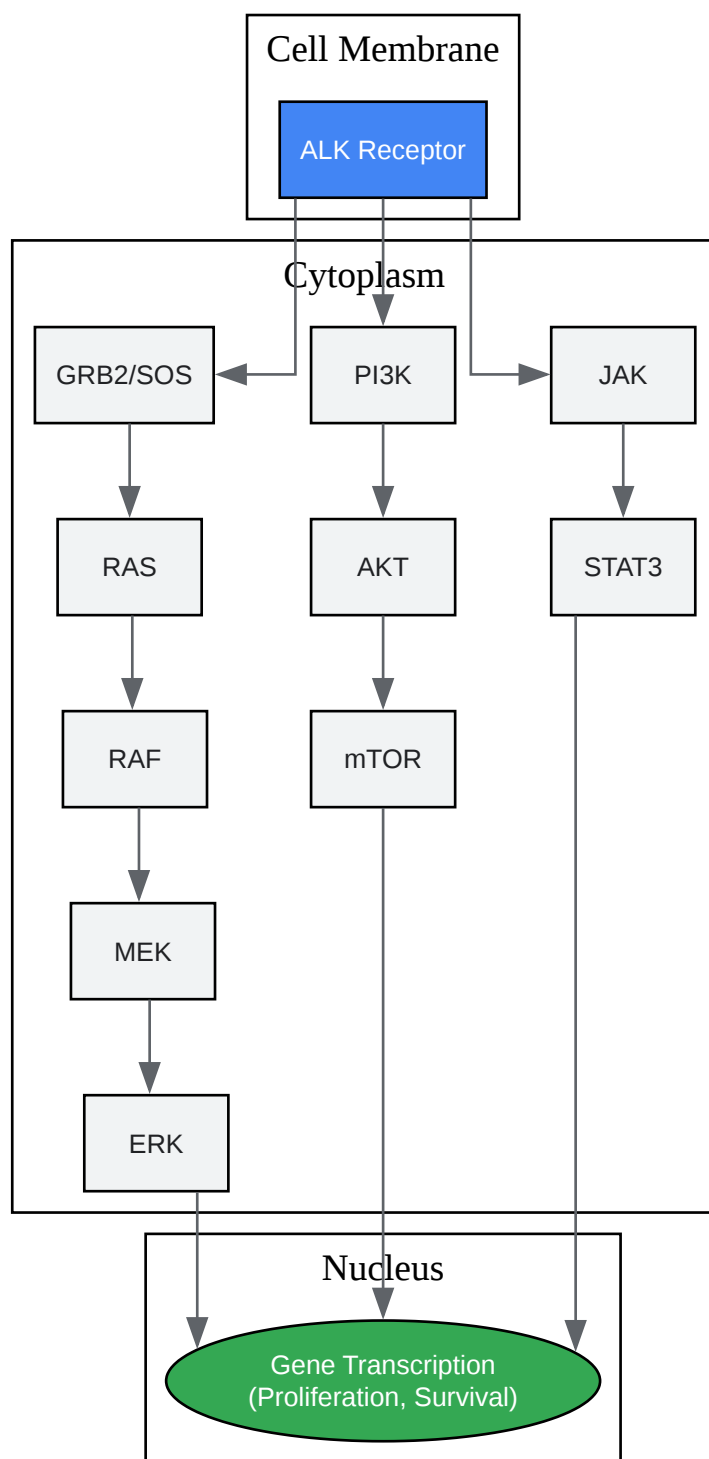 Cell Membrane
ALK Receptor
Cytoplasm
GRB2/SOS
PI3K
JAK
RAS
AKT
STAT3
RAF
mTOR
MEK
ERK
Nucleus
Gene Transcription
(Proliferation, Survival)